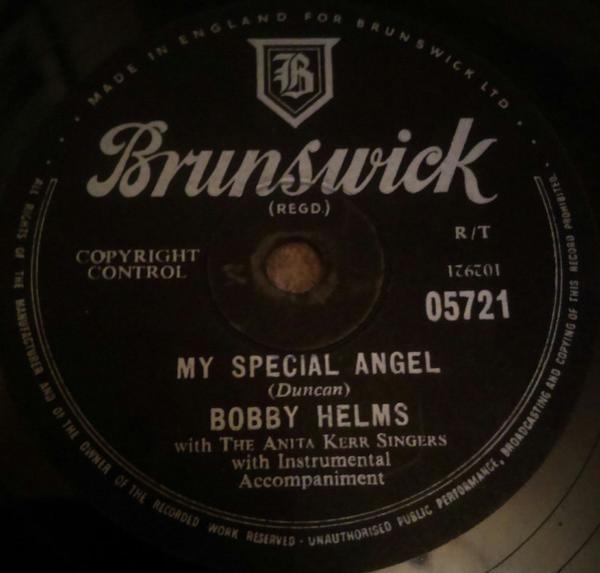 MADE IN ENGLAND FOR BRUNSWICK LTD
B
Brunswick
(REGD.)
R/T
COPYRIGHT
CONTROL
102621
05721
MY SPECIAL ANGEL
(Duncan)
BOBBY HELMS
with THE ANITA KERR SINGERS
with Instrumental
Accompaniment
ALL RIGHTS OF THE MANUFACTURER AND OF THE OWNER OF THE RECORDED WORK RESERVED · UNAUTHORISED PUBLIC PERFORMANCE, BROADCASTING AND COPYING OF THIS RECORD PROHIBITED.